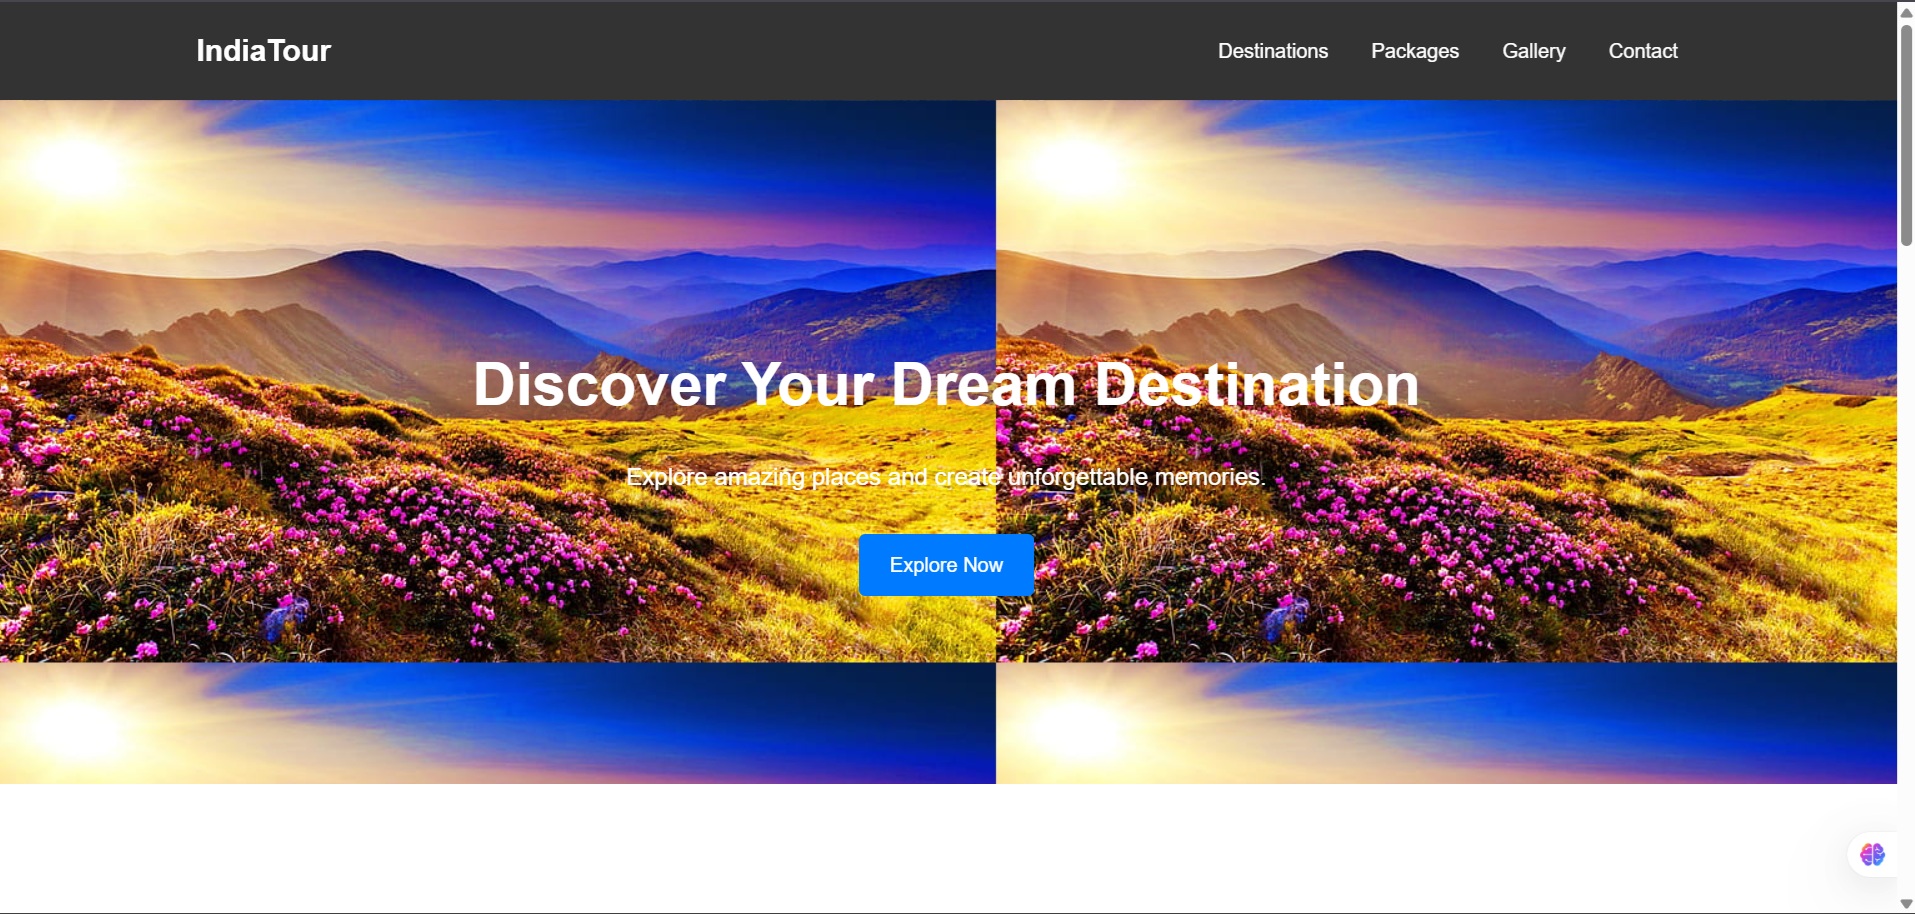 IndiaTour
Destinations Packages Gallery Contact
Discover Your Dream Destination
Explore amazing places and create unforgettable memories.
Explore Now